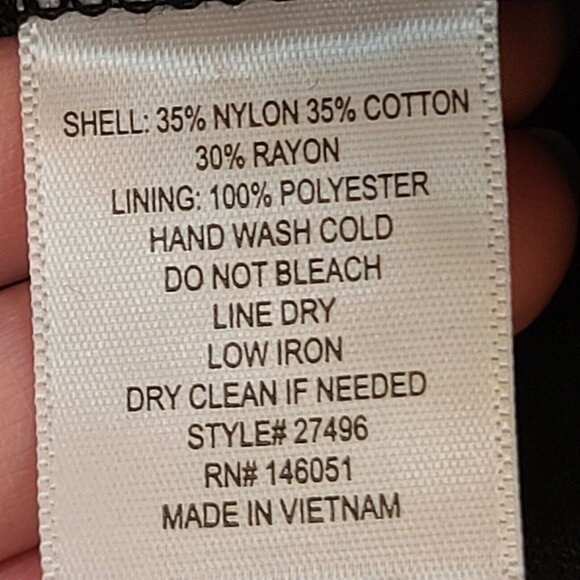 SHELL: 35% NYLON 35% COTTON
30% RAYON
LINING: 100% POLYESTER
HAND WASH COLD
DO NOT BLEACH
LINE DRY
LOW IRON
DRY CLEAN IF NEEDED
STYLE# 27496
RN# 146051
MADE IN VIETNAM